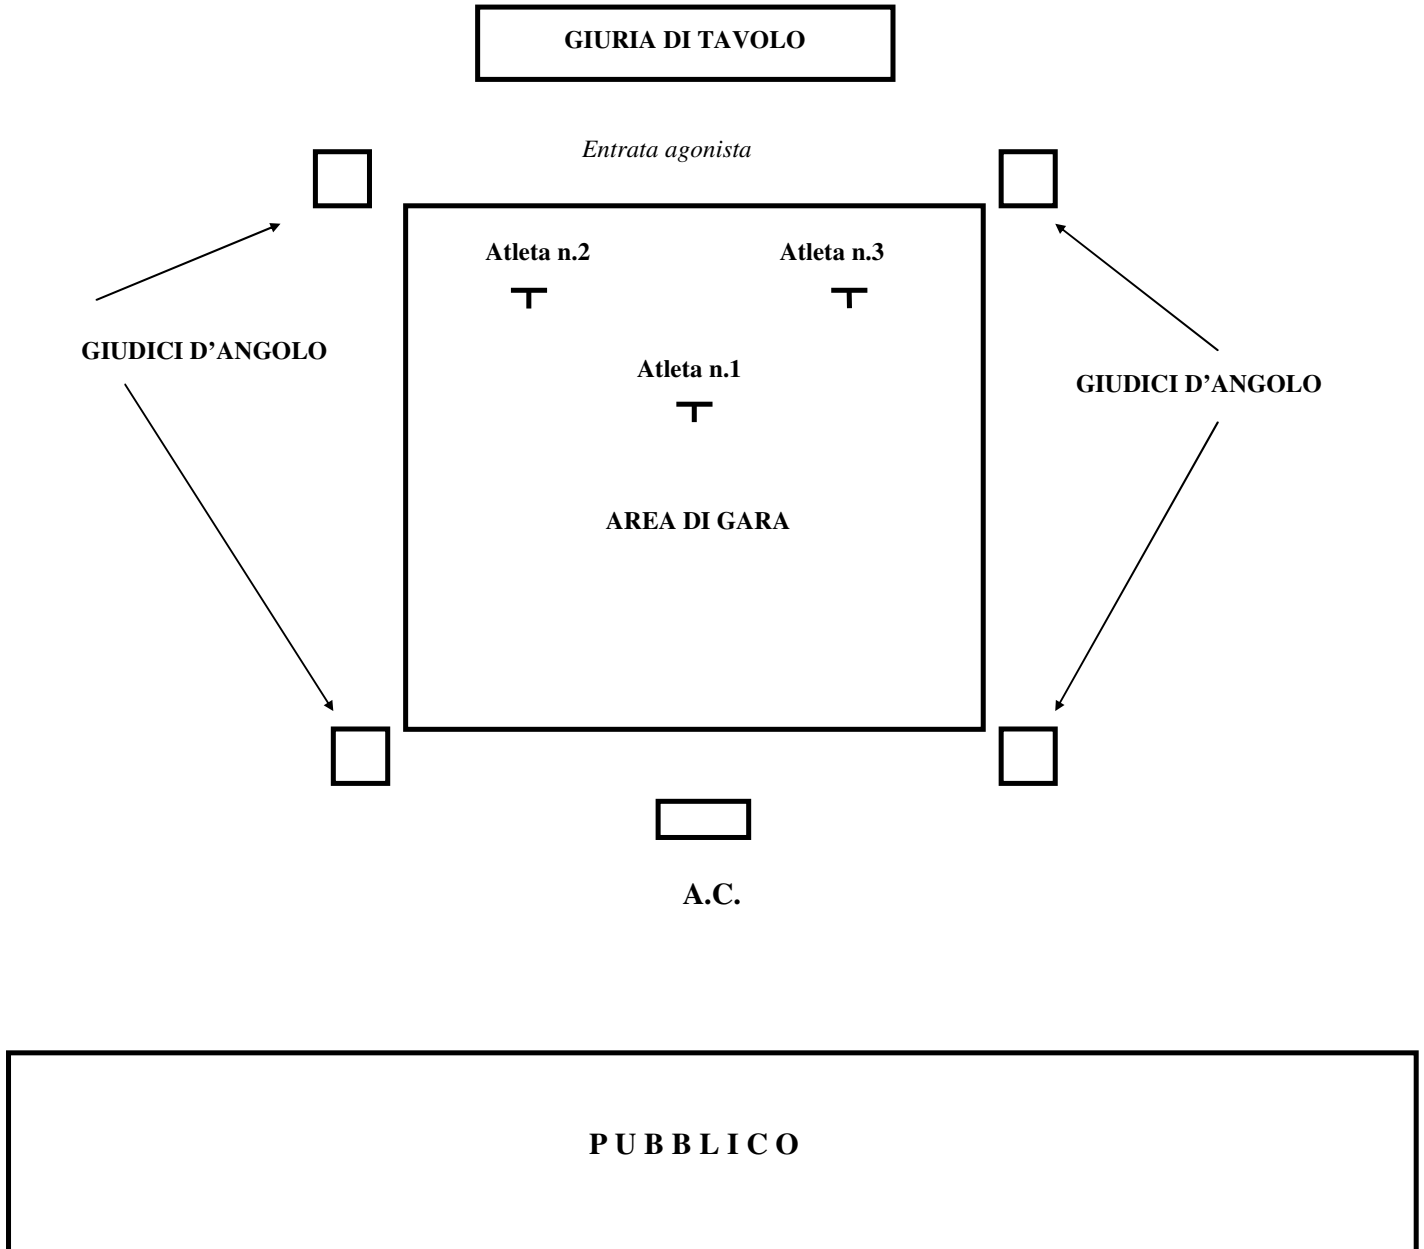 GIURIA DI TAVOLO
Entrata agonista
Atleta n.2
Atleta n.3
GIUDICI D’ANGOLO
Atleta n.1
GIUDICI D’ANGOLO
AREA DI GARA
A.C.
P U B B L I C O